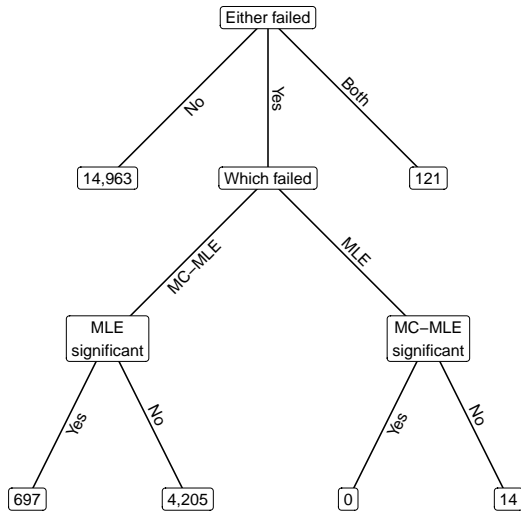 Either failed
No
Yes
Both
14,963
Which failed
121
MC−MLE
MLE
MLE
significant
MC−MLE
significant
Yes
No
Yes
No
697
4,205
0
14